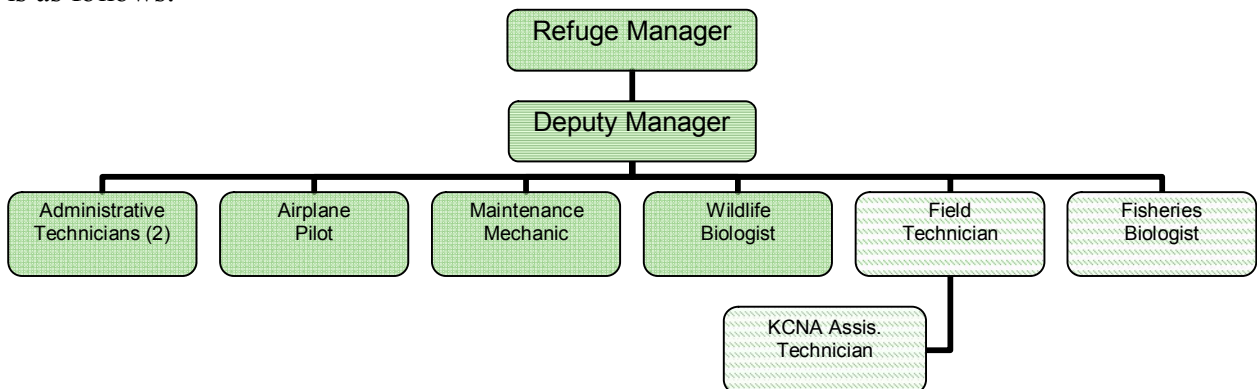 is as follows:
Refuge Manager
Deputy Manager
Administrative
Technicians (2)
Airplane
Pilot
Maintenance
Mechanic
Wildlife
Biologist
Field
Technician
Fisheries
Biologist
KCNA Assis.
Technician